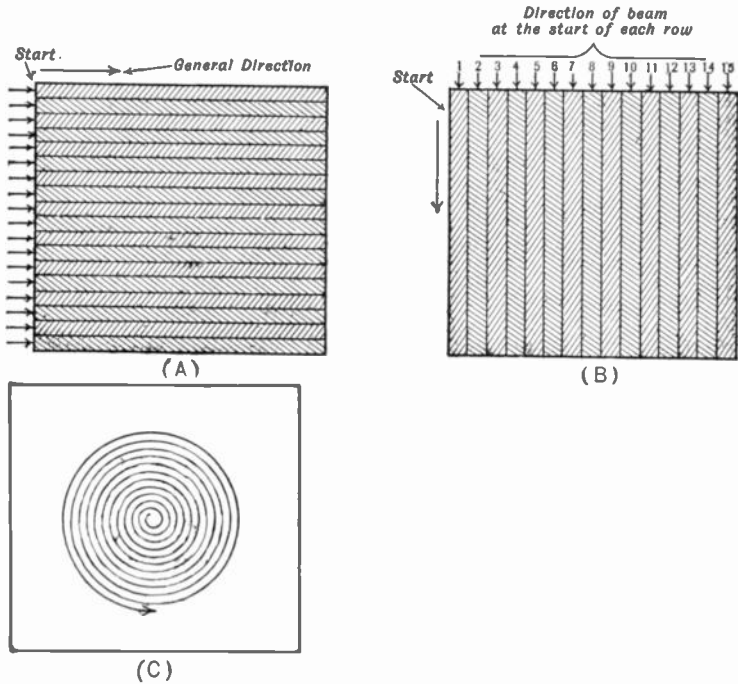 Start.
General Direction
(A)
Direction of beam
at the start of each row
Start
1 2 3 4 5 6 7 8 9 10 11 12 13 14 15
(B)
(C)